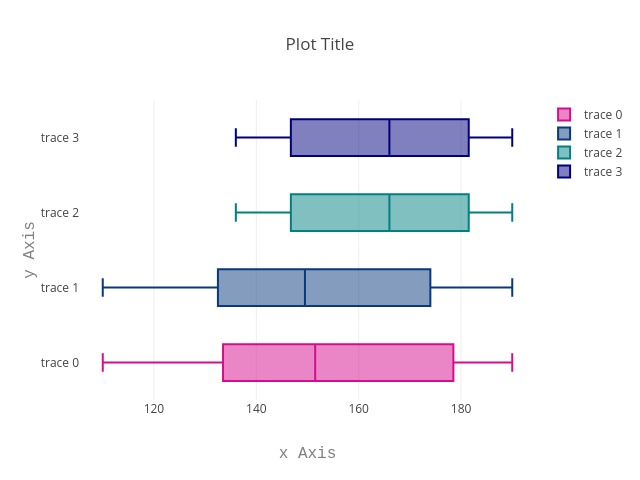 Plot Title
trace 3
trace 2
trace 1
trace 0
y Axis
120 140 160 180
x Axis
trace 0
trace 1
trace 2
trace 3